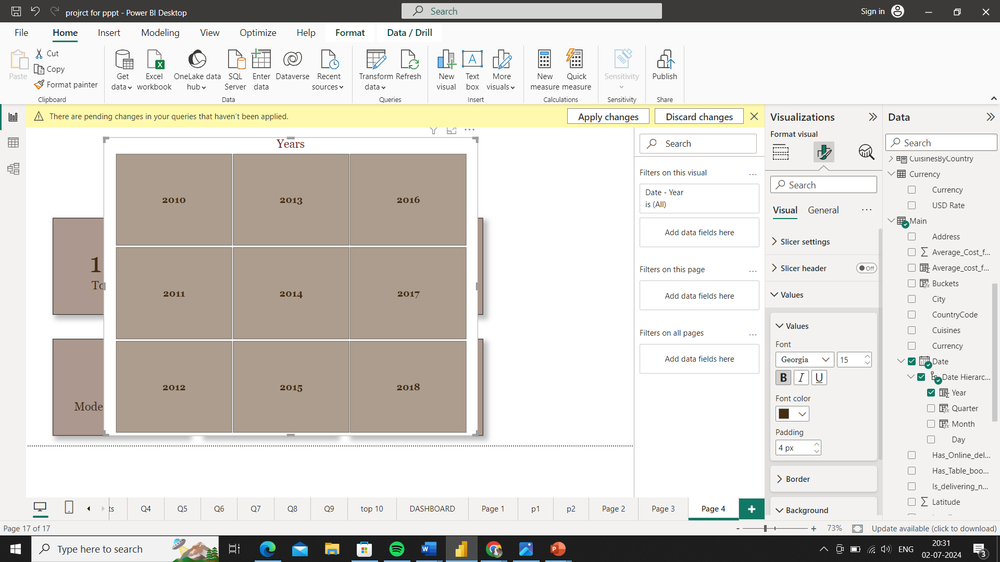 projrct for pppt - Power BI Desktop
Search
Sign in
File
Home
Insert
Modeling
View
Optimize
Help
Format
Data / Drill
Paste
Cut
Copy
Format painter
Clipboard
Get data
Excel workbook
OneLake data hub
SQL Server
Enter data
Dataverse
Recent sources
Data
Transform data
Refresh
Queries
New visual
Text box
More visuals
Insert
New measure
Quick measure
Calculations
Sensitivity
Sensitivity
Publish
Share
There are pending changes in your queries that haven't been applied.
Apply changes
Discard changes
Years
2010
2013
2016
2011
2014
2017
2012
2015
2018
1
To
Mode
Search
Filters on this visual
Date - Year
is (All)
Add data fields here
Filters on this page
Add data fields here
Filters on all pages
Add data fields here
Visualizations
Format visual
Search
Visual
General
Slicer settings
Slicer header
Off
Values
Values
Font
Georgia
15
B
I
U
Font color
Padding
4 px
Border
Background
Data
Search
CuisinesByCountry
Currency
Currency
USD Rate
Main
Address
Average_Cost_f...
Average_cost_f...
Buckets
City
CountryCode
Cuisines
Currency
Date
Date Hierarc...
Year
Quarter
Month
Day
Has_Online_del...
Has_Table_boo...
Is_delivering_n...
Latitude
ts
Q4
Q5
Q6
Q7
Q8
Q9
top 10
DASHBOARD
Page 1
p1
p2
Page 2
Page 3
Page 4
Page 17 of 17
73%
Update available (click to download)
Type here to search
ENG
20:31
02-07-2024
3